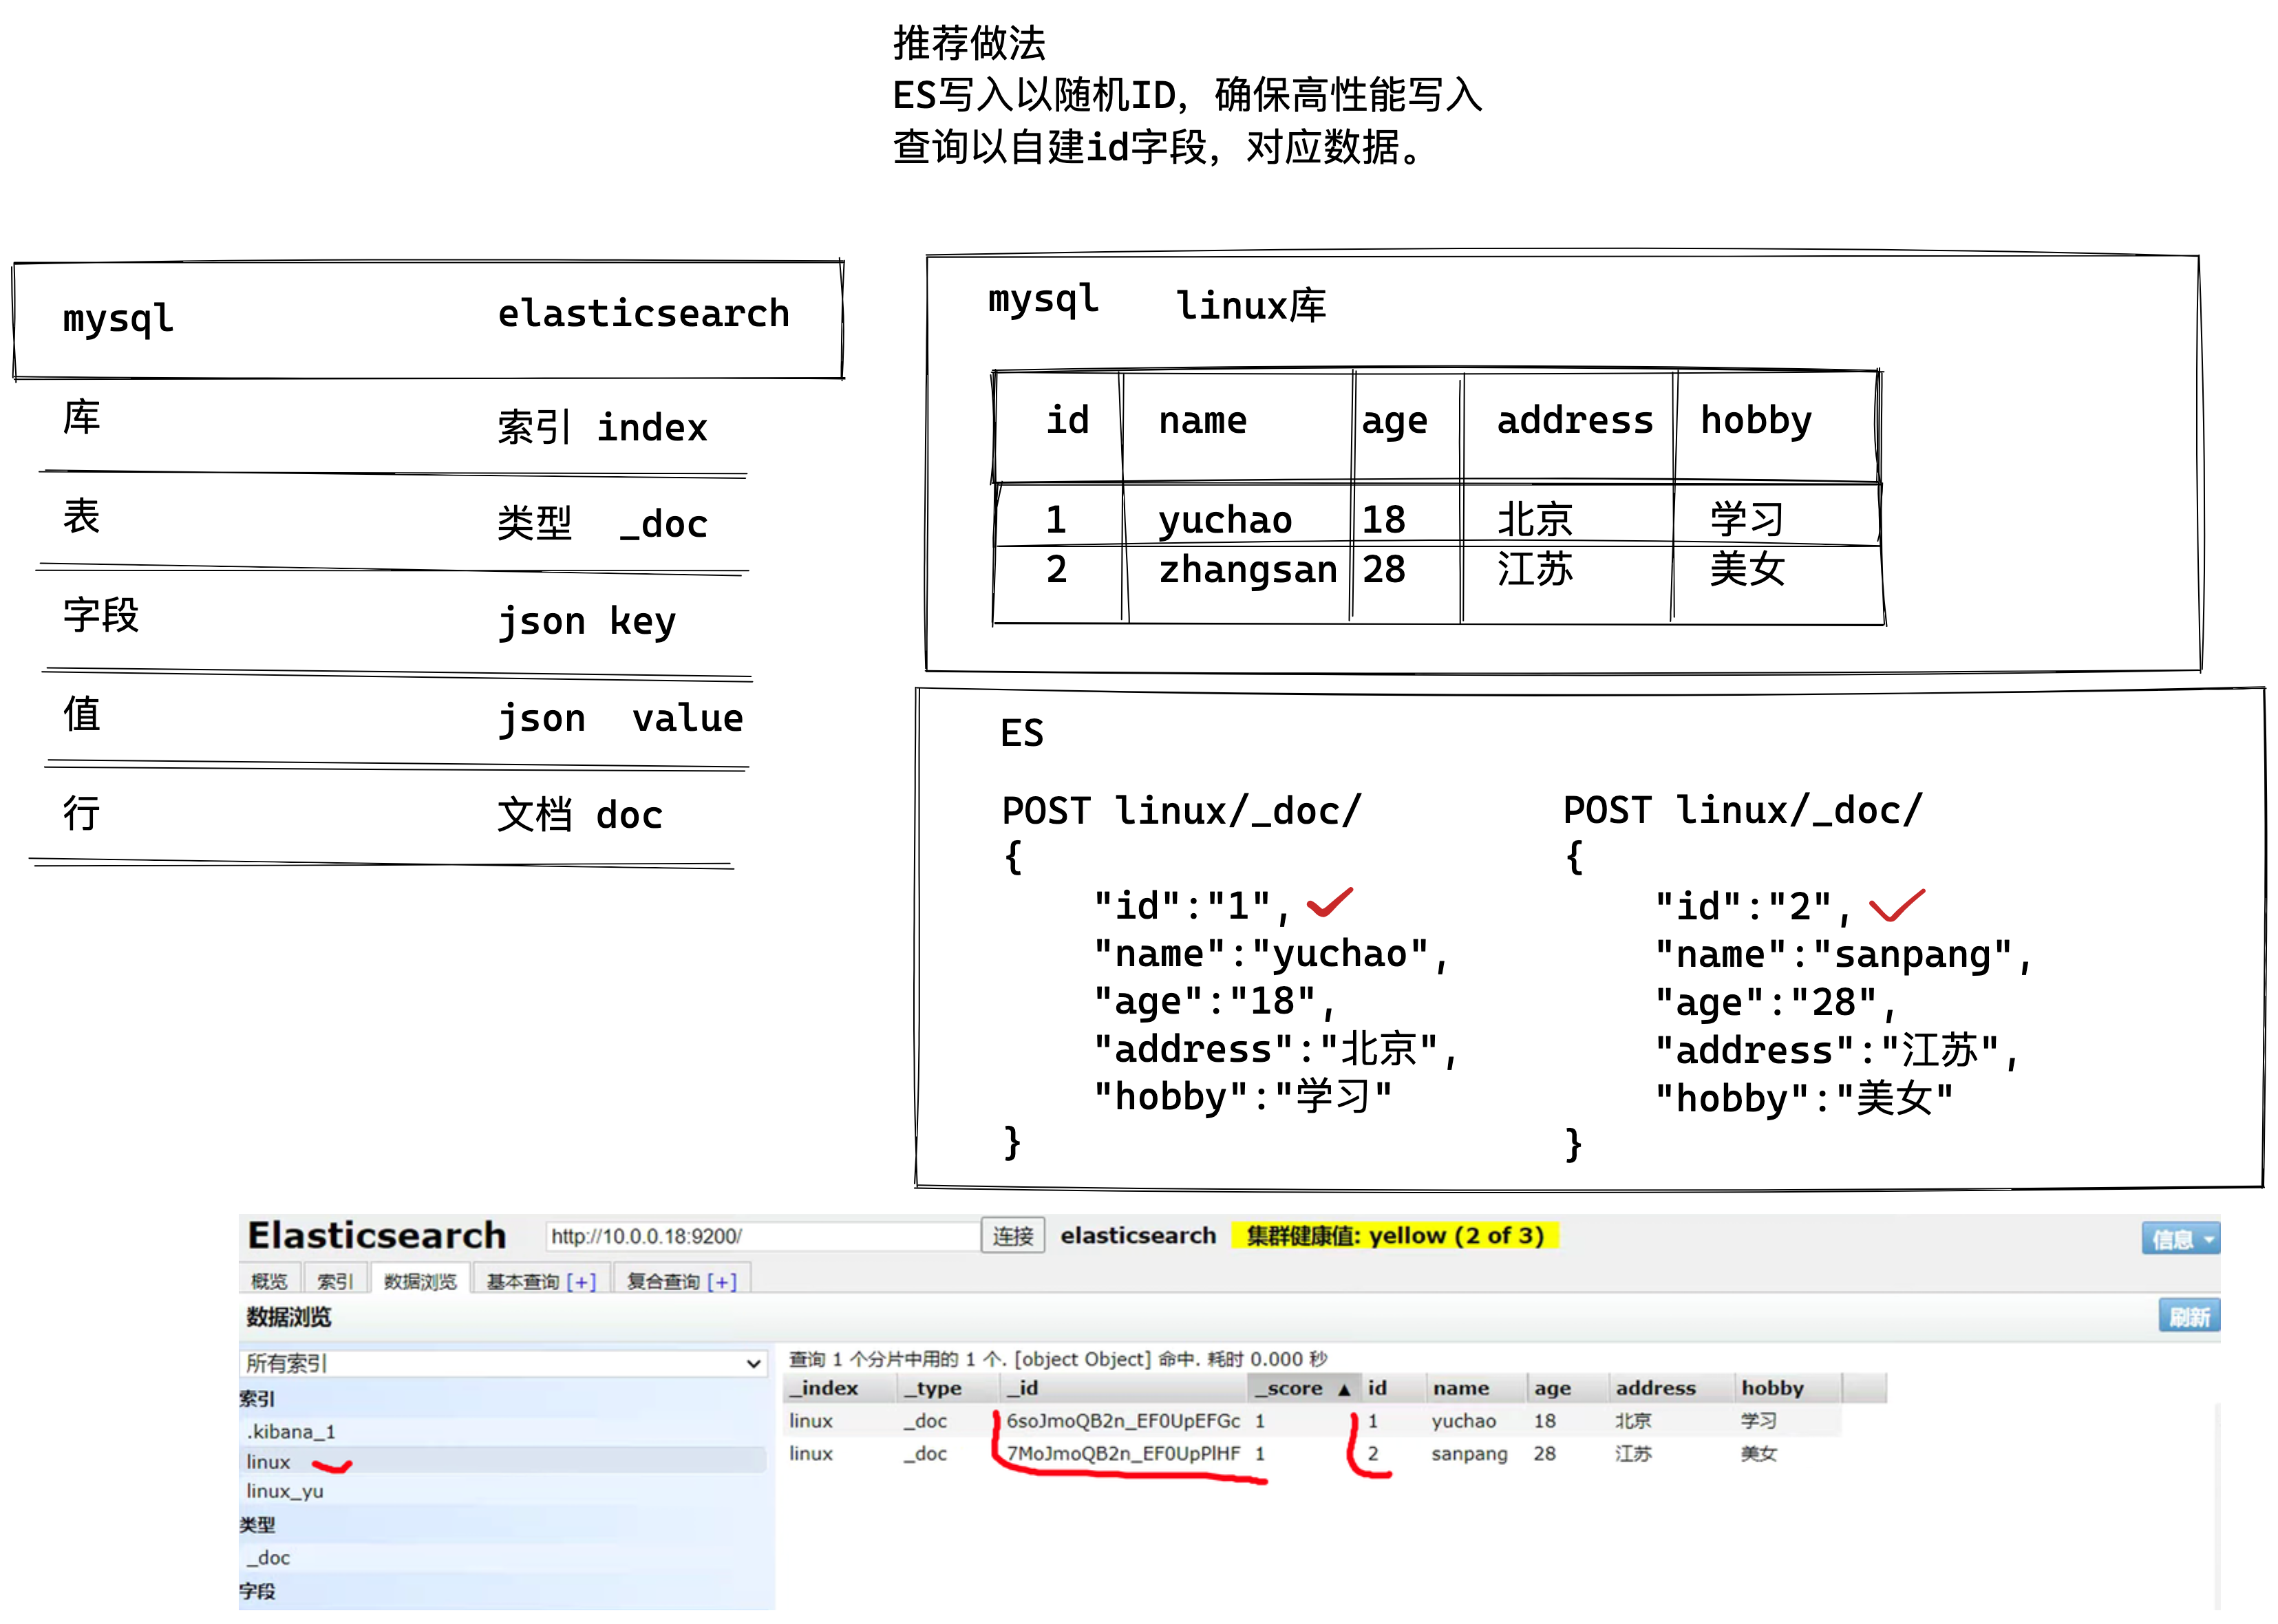 推荐做法
ES写入以随机ID，确保高性能写入
查询以自建id字段，对应数据。
mysql elasticsearch
库 索引 index
表 类型 _doc
字段 json key
值 json value
行 文档 doc
mysql linux库
id name age address hobby
1 yuchao 18 北京 学习
2 zhangsan 28 江苏 美女
ES
POST linux/_doc/
{
"id":"1",
"name":"yuchao",
"age":"18",
"address":"北京",
"hobby":"学习"
}
POST linux/_doc/
{
"id":"2",
"name":"sanpang",
"age":"28",
"address":"江苏",
"hobby":"美女"
}
Elasticsearch http://10.0.0.18:9200/ 连接 elasticsearch 集群健康值: yellow (2 of 3) 信息
概览 索引 数据浏览 基本查询 [+] 复合查询 [+]
数据浏览 刷新
所有索引
索引
.kibana_1
linux
linux_yu
类型
_doc
字段
查询 1 个分片中用的 1 个. [object Object] 命中. 耗时 0.000 秒
_index _type _id _score ▲ id name age address hobby
linux _doc 6soJmoQB2n_EF0UpEFGc 1 1 yuchao 18 北京 学习
linux _doc 7MoJmoQB2n_EF0UpPlHF 1 2 sanpang 28 江苏 美女